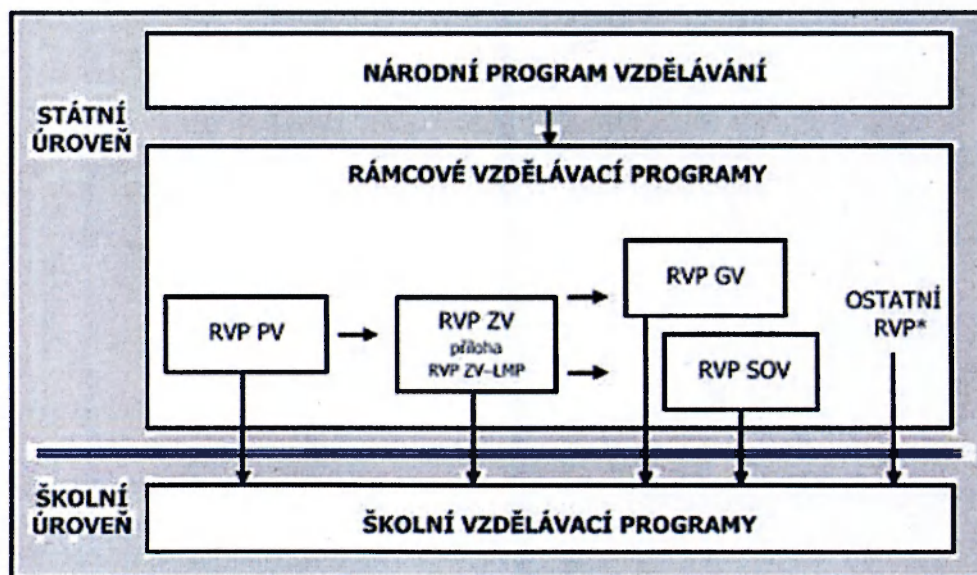 NÁRODNÍ PROGRAM VZDĚLÁVÁNÍ
STÁTNÍ
ÚROVEŇ
RÁMCOVÉ VZDĚLÁVACÍ PROGRAMY
RVP PV
RVP ZV
příloha
RVP ZV–LMP
RVP GV
RVP SOV
OSTATNÍ
RVP*
ŠKOLNÍ
ÚROVEŇ
ŠKOLNÍ VZDĚLÁVACÍ PROGRAMY